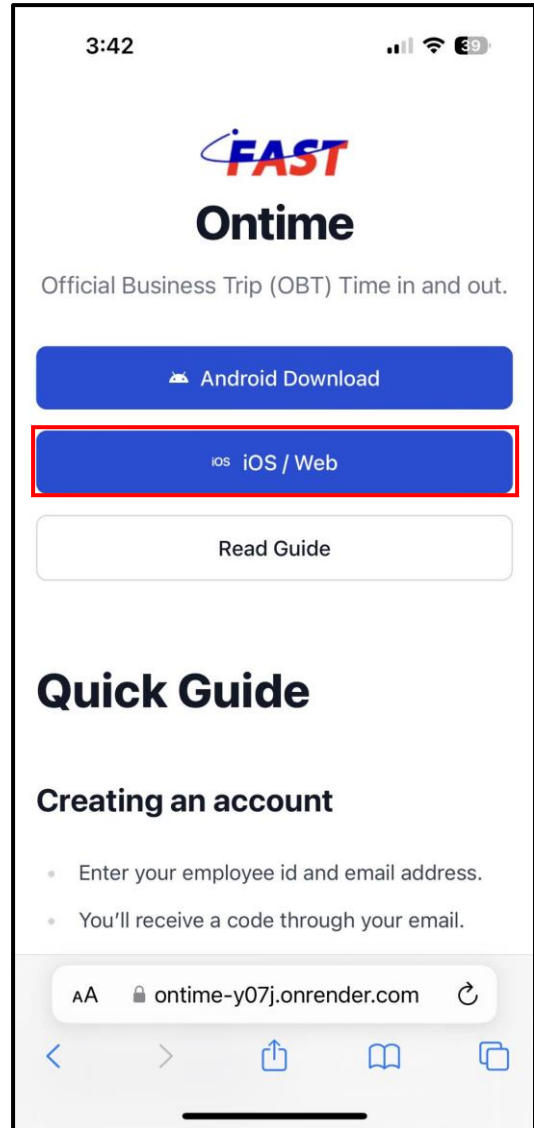 3:42
39
FAST
Ontime
Official Business Trip (OBT) Time in and out.
Android Download
iOS iOS / Web
Read Guide
Quick Guide
Creating an account
Enter your employee id and email address.
You'll receive a code through your email.
AA ontime-y07j.onrender.com